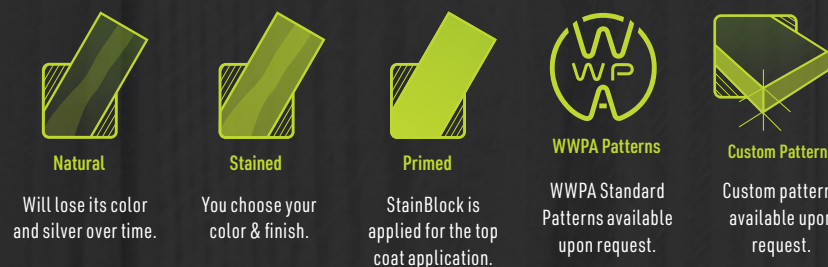 Natural
Will lose its color
and silver over time.
Stained
You choose your
color & finish.
Primed
StainBlock is
applied for the top
coat application.
W
WP
A
WWPA Patterns
WWPA Standard
Patterns available
upon request.
Custom Pattern
Custom pattern
available upon
request.